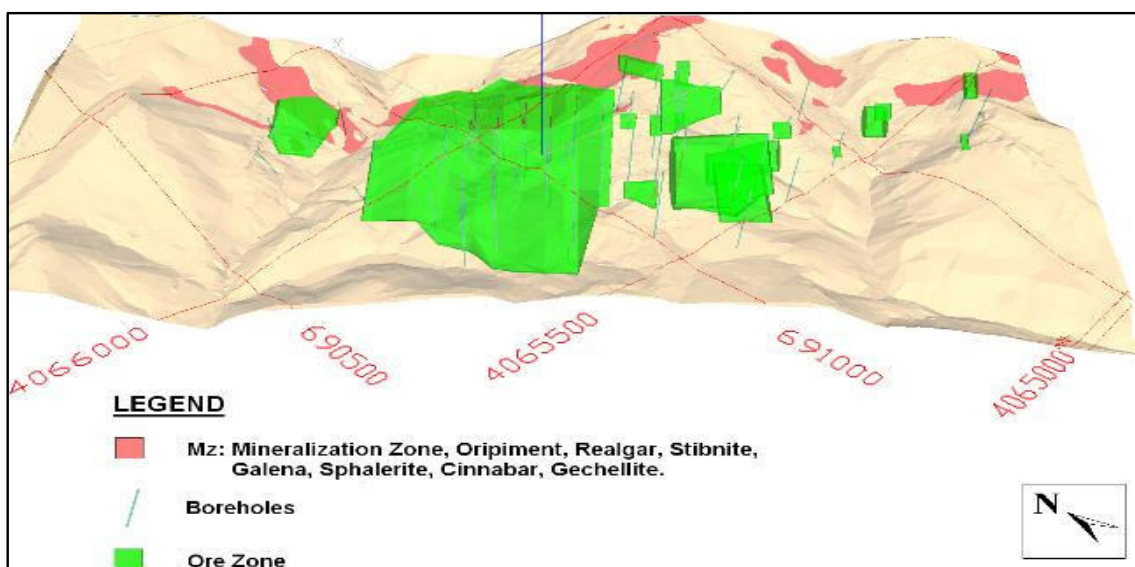 4066000
690500
4065500
691000
4065000
LEGEND
Mz: Mineralization Zone, Oripiment, Realgar, Stibnite,
Galena, Sphalerite, Cinnabar, Gechellite.
Boreholes
N
Ore Zone